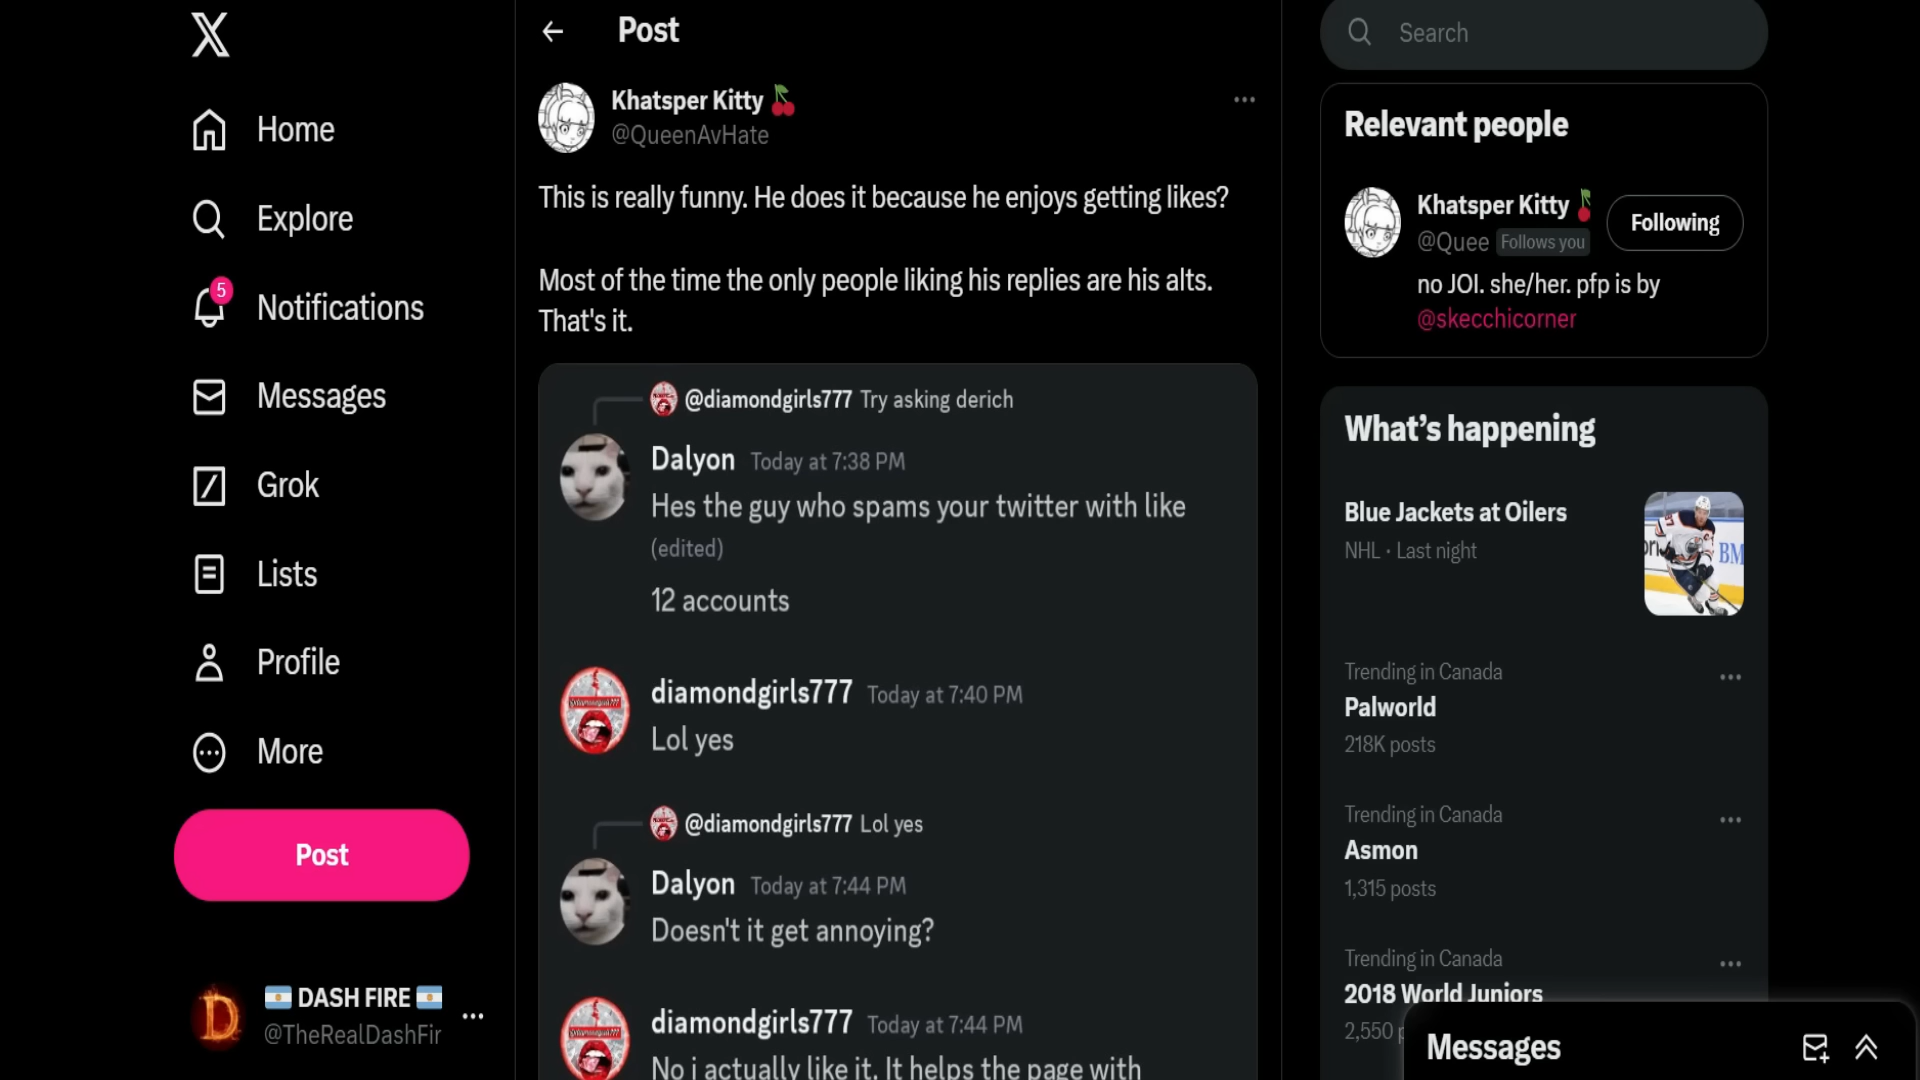 Home
Explore
5
Notifications
Messages
Grok
Lists
Profile
More
Post
DASH FIRE
@TheRealDashFir
Post
Khatsper Kitty
@QueenAvHate
This is really funny. He does it because he enjoys getting likes?
Most of the time the only people liking his replies are his alts.
That's it.
@diamondgirls777 Try asking derich
Dalyon Today at 7:38 PM
Hes the guy who spams your twitter with like
(edited)
12 accounts
diamondgirls777 Today at 7:40 PM
Lol yes
@diamondgirls777 Lol yes
Dalyon Today at 7:44 PM
Doesn't it get annoying?
diamondgirls777 Today at 7:44 PM
No i actually like it. It helps the page with
Search
Relevant people
Khatsper Kitty
@Quee Follows you
Following
no JOI. she/her. pfp is by
@skecchicorner
What's happening
Blue Jackets at Oilers
NHL · Last night
Trending in Canada
Palworld
218K posts
Trending in Canada
Asmon
1,315 posts
Trending in Canada
2018 World Juniors
2,550 p
Messages